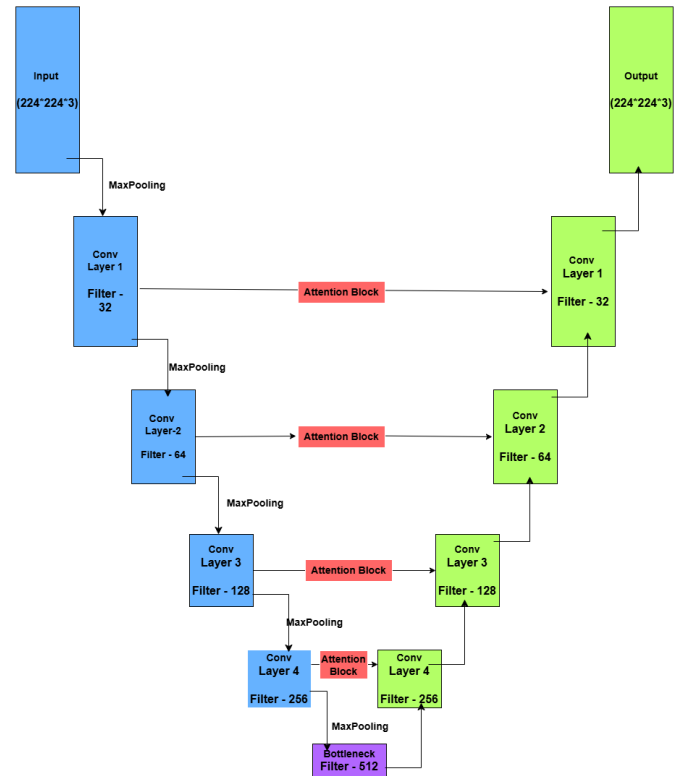 Input
(224*224*3)
Output
(224*224*3)
MaxPooling
Conv
Layer 1
Filter -
32
Attention Block
Conv
Layer 1
Filter - 32
MaxPooling
Conv
Layer-2
Filter - 64
Attention Block
Conv
Layer 2
Filter - 64
MaxPooling
Conv
Layer 3
Filter - 128
Attention Block
Conv
Layer 3
Filter - 128
MaxPooling
Conv
Layer 4
Filter - 256
Attention
Block
Conv
Layer 4
Filter - 256
MaxPooling
Bottleneck
Filter - 512